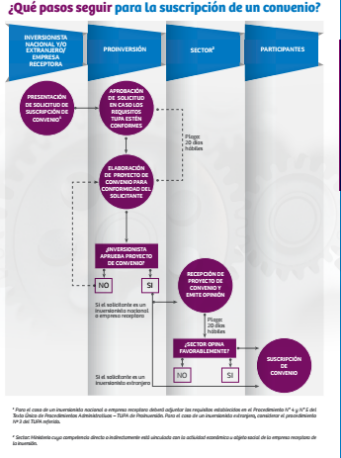 ¿Qué pasos seguir para la suscripción de un convenio?
INVERSIONISTA
NACIONAL Y/O
EXTRANJERO/
EMPRESA
RECEPTORA
PROINVERSIÓN
SECTOR²
PARTICIPANTES
PRESENTACIÓN
DE SOLICITUD DE
SUSCRIPCIÓN DE
CONVENIO¹
APROBACIÓN
DE SOLICITUD
EN CASO LOS
REQUISITOS
TUPA ESTÉN
CONFORMES
Plazo:
20 días
hábiles
ELABORACIÓN
DE PROYECTO DE
CONVENIO PARA
CONFORMIDAD DEL
SOLICITANTE
¿INVERSIONISTA
APRUEBA PROYECTO
DE CONVENIO?
NO
SI
Si el solicitante es un
inversionista nacional
o empresa receptora
RECEPCIÓN DE
PROYECTO DE
CONVENIO Y
EMITE OPINIÓN
Plazo:
20 días
hábiles
¿SECTOR OPINA
FAVORABLEMENTE?
NO
SI
Si el solicitante es un
inversionista extranjero
SUSCRIPCIÓN
DE
CONVENIO
¹ Para el caso de un inversionista nacional o empresa receptora deberá adjuntar los requisitos establecidos en el Procedimiento N° 4 y N° 5 del
Texto Único de Procedimientos Administrativos – TUPA de Proinversión. Para el caso de un inversionista extranjero, considerar el procedimiento
N° 3 del TUPA referido.
² Sector: Ministerio cuya competencia directa o indirectamente está vinculada con la actividad económica u objeto social de la empresa receptora de
la inversión.